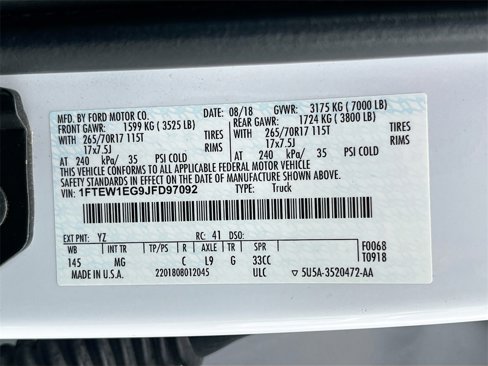 MFD. BY FORD MOTOR CO. 08/18 GVWR: 3175 KG ( 7000 LB)
FRONT GAWR: 1599 KG ( 3525 LB) REAR GAWR: 1724 KG ( 3800 LB)
WITH 265/70R17 115T TIRES WITH 265/70R17 115T TIRES
17x7.5J RIMS 17x7.5J RIMS
AT 240 kPa/ 35 PSI COLD AT 240 kPa/ 35 PSI COLD
THIS VEHICLE CONFORMS TO ALL APPLICABLE FEDERAL MOTOR VEHICLE
SAFETY STANDARDS IN EFFECT ON THE DATE OF MANUFACTURE SHOWN ABOVE.
VIN: 1FTEW1EG9JFD97092 TYPE: Truck
EXT PNT: YZ RC: 41 DSO: F0068
WB INT TR TP/PS R AXLE TR SPR T0918
145 MG C L9 G 33CC
MADE IN U.S.A. 2201808012045 ULC ▽ 5U5A-3520472-AA